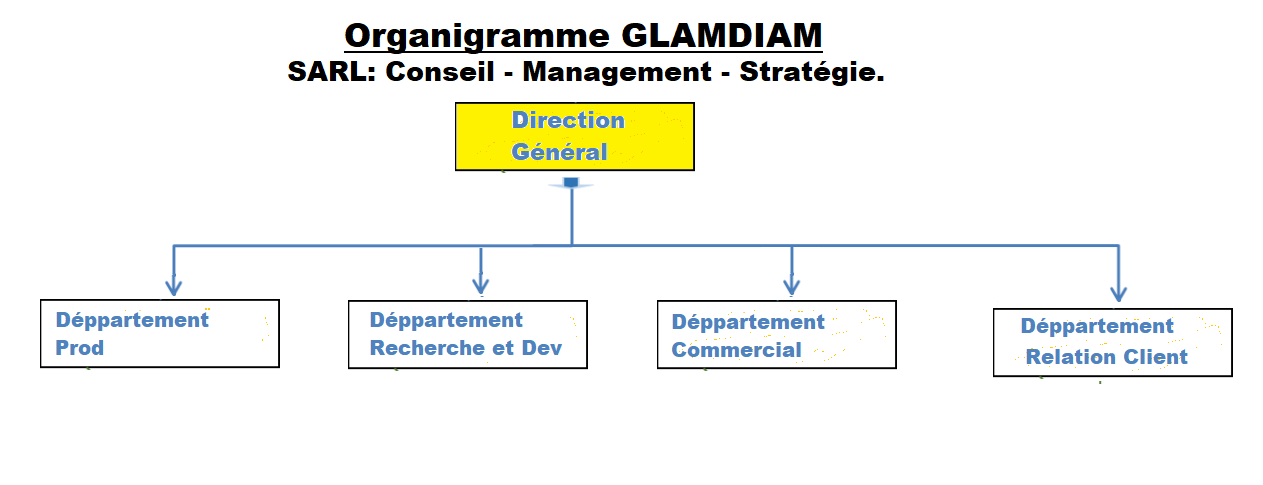 Organigramme GLAMDIAM
SARL: Conseil - Management - Stratégie.
Direction
Général
Déppartement
Prod
Déppartement
Recherche et Dev
Déppartement
Commercial
Déppartement
Relation Client